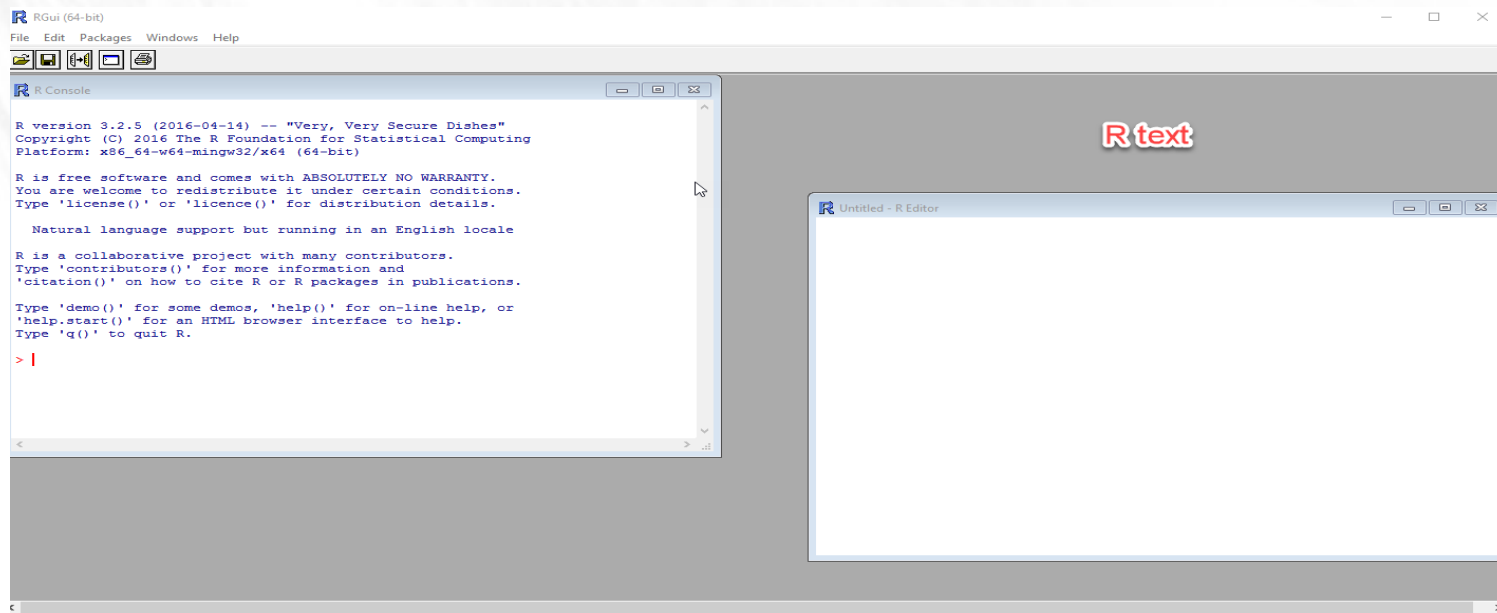 RGui (64-bit)
File Edit Packages Windows Help
R Console
R version 3.2.5 (2016-04-14) -- "Very, Very Secure Dishes"
Copyright (C) 2016 The R Foundation for Statistical Computing
Platform: x86_64-w64-mingw32/x64 (64-bit)
R is free software and comes with ABSOLUTELY NO WARRANTY.
You are welcome to redistribute it under certain conditions.
Type 'license()' or 'licence()' for distribution details.
Natural language support but running in an English locale
R is a collaborative project with many contributors.
Type 'contributors()' for more information and
'citation()' on how to cite R or R packages in publications.
Type 'demo()' for some demos, 'help()' for on-line help, or
'help.start()' for an HTML browser interface to help.
Type 'q()' to quit R.
>
R text
Untitled - R Editor